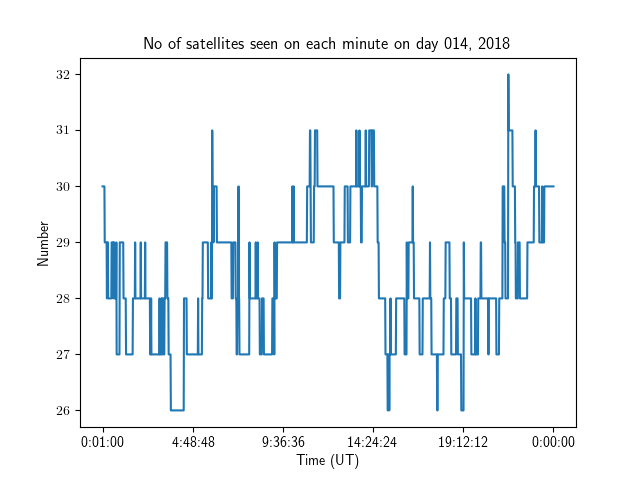 No of satellites seen on each minute on day 014, 2018
32
31
30
29
28
27
26
Number
0:01:00 4:48:48 9:36:36 14:24:24 19:12:12 0:00:00
Time (UT)